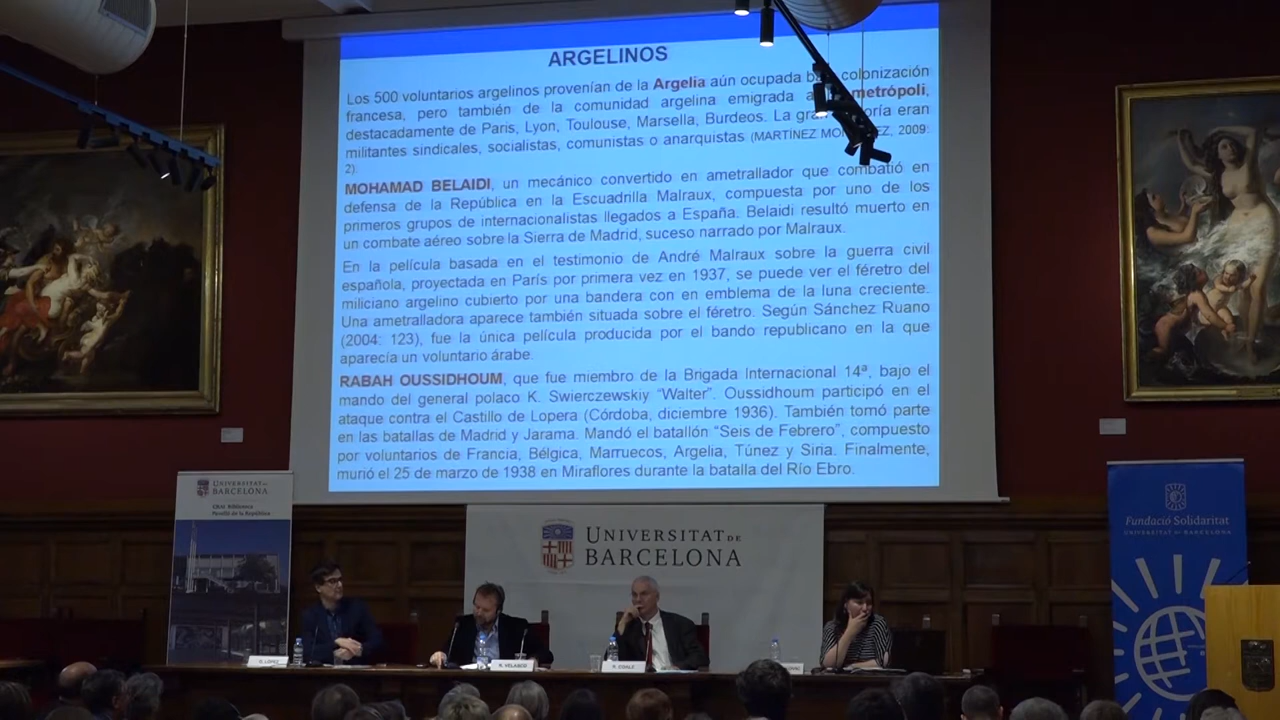 ARGELINOS
Los 500 voluntarios argelinos provenían de la Argelia aún ocupada colonización
francesa, pero también de la comunidad argelina emigrada a metrópoli,
destacadamente de Paris, Lyon, Toulouse, Marsella, Burdeos. La eran
militantes sindicales, socialistas, comunistas o anarquistas (MARTÍNEZ 2009:
2).
MOHAMAD BELAIDI, un mecánico convertido en ametrallador que combatió en
defensa de la República en la Escuadrilla Malraux, compuesta por uno de los
primeros grupos de internacionalistas llegados a España. Belaidi resultó muerto en
un combate aéreo sobre la Sierra de Madrid, suceso narrado por Malraux.
En la película basada en el testimonio de André Malraux sobre la guerra civil
española, proyectada en París por primera vez en 1937, se puede ver el féretro del
miliciano argelino cubierto por una bandera con en emblema de la luna creciente.
Una ametralladora aparece también situada sobre el féretro. Según Sánchez Ruano
(2004: 123), fue la única película producida por el bando republicano en la que
aparecía un voluntario árabe.
RABAH OUSSIDHOUM, que fue miembro de la Brigada Internacional 14ª, bajo el
mando del general polaco K. Swierczewskiy “Walter”. Oussidhoum participó en el
ataque contra el Castillo de Lopera (Córdoba, diciembre 1936). También tomó parte
en las batallas de Madrid y Jarama. Mandó el batallón “Seis de Febrero”, compuesto
por voluntarios de Francia, Bélgica, Marruecos, Argelia, Túnez y Siria. Finalmente,
murió el 25 de marzo de 1938 en Miraflores durante la batalla del Río Ebro.
UNIVERSITAT DE
BARCELONA
CRAI Biblioteca
Pavelló de la República
UNIVERSITAT DE
BARCELONA
Fundació Solidaritat
UNIVERSITAT DE BARCELONA
G. LÓPEZ
M. VELASCO